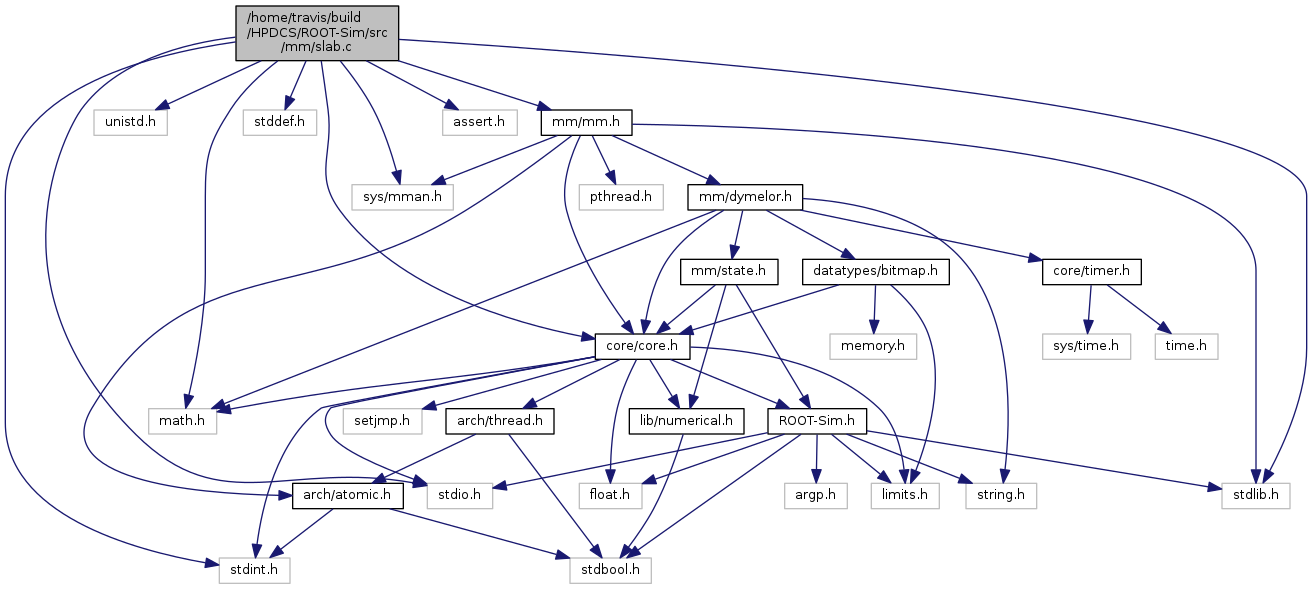 /home/travis/build
/HPDCS/ROOT-Sim/src
/mm/slab.c
unistd.h
stddef.h
assert.h
mm/mm.h
sys/mman.h
pthread.h
mm/dymelor.h
mm/state.h
datatypes/bitmap.h
core/timer.h
core/core.h
memory.h
sys/time.h
time.h
math.h
setjmp.h
arch/thread.h
lib/numerical.h
ROOT-Sim.h
arch/atomic.h
stdio.h
float.h
argp.h
limits.h
string.h
stdlib.h
stdint.h
stdbool.h